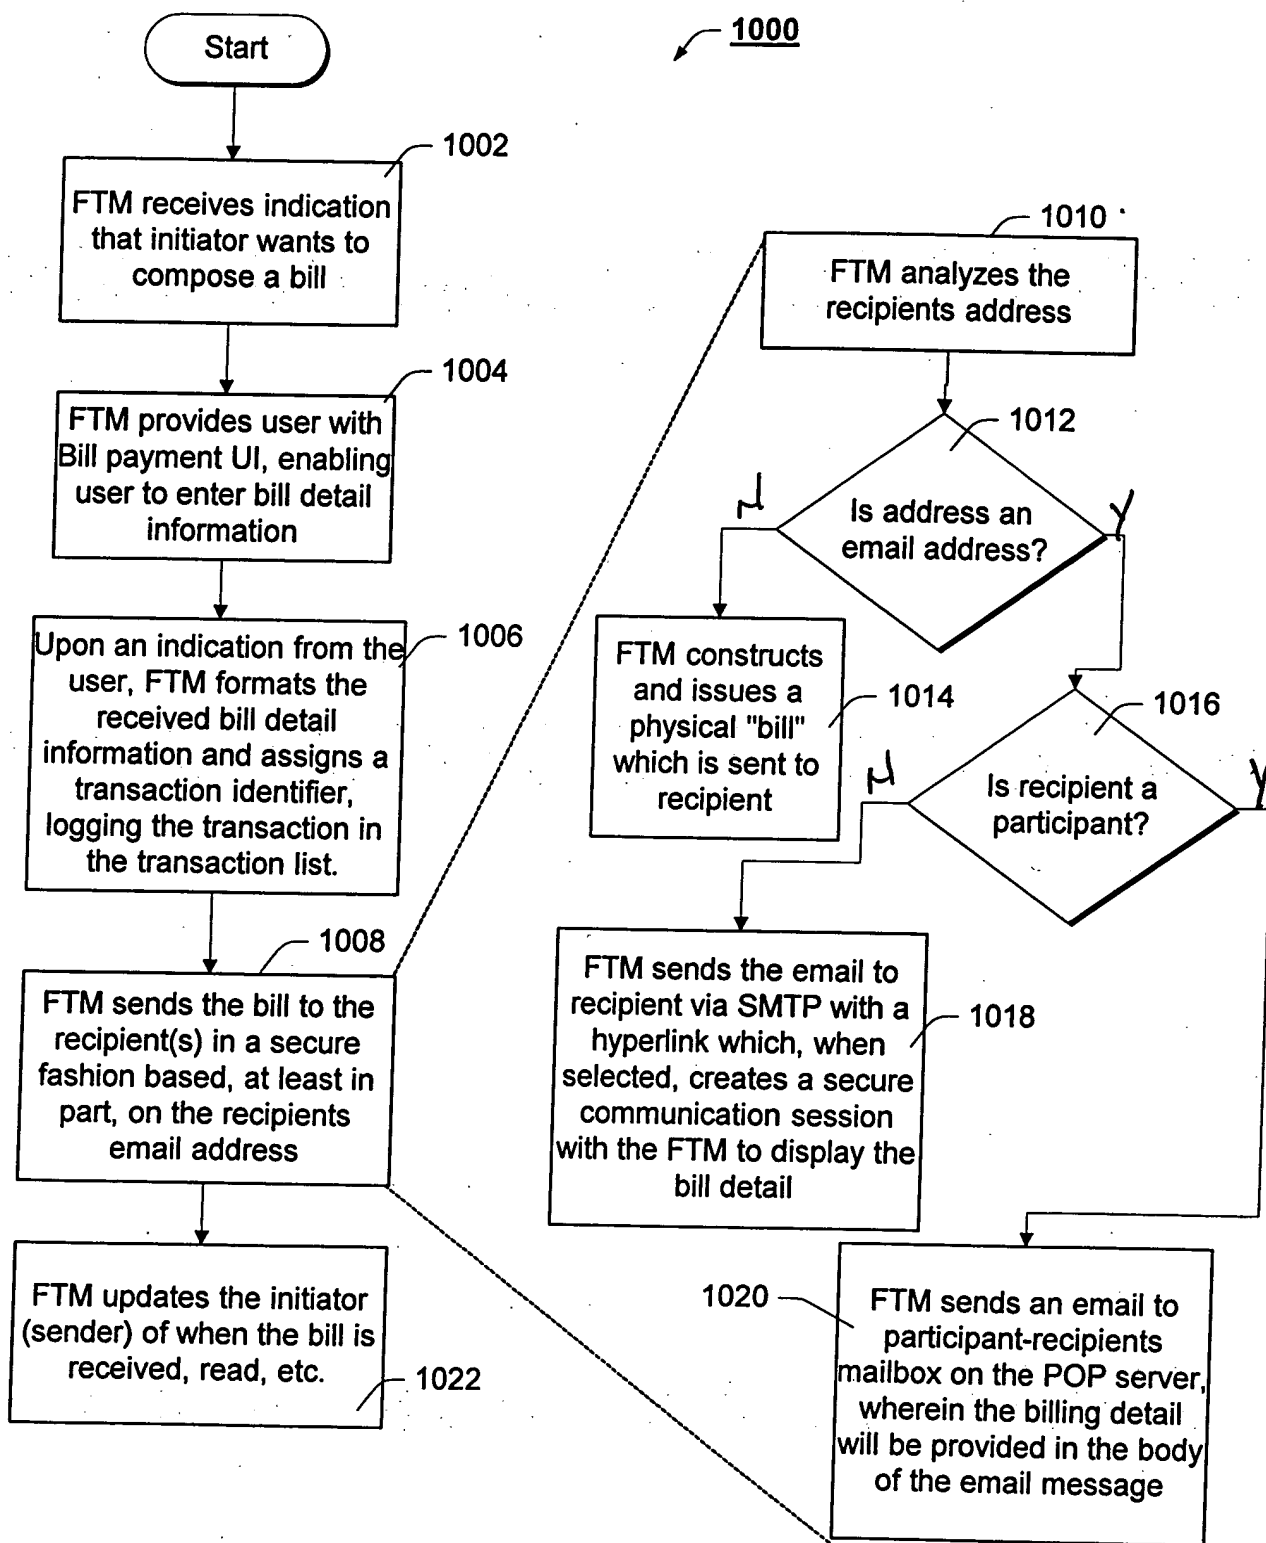 Start
1000
1002
FTM receives indication
that initiator wants to
compose a bill
1004
FTM provides user with
Bill payment UI, enabling
user to enter bill detail
information
1006
Upon an indication from the
user, FTM formats the
received bill detail
information and assigns a
transaction identifier,
logging the transaction in
the transaction list.
1008
FTM sends the bill to the
recipient(s) in a secure
fashion based, at least in
part, on the recipients
email address
FTM updates the initiator
(sender) of when the bill is
received, read, etc.
1022
1010
FTM analyzes the
recipients address
1012
Is address an
email address?
N
Y
FTM constructs
and issues a
physical "bill"
which is sent to
recipient
1014
1016
Is recipient a
participant?
N
Y
FTM sends the email to
recipient via SMTP with a
hyperlink which, when
selected, creates a secure
communication session
with the FTM to display the
bill detail
1018
1020
FTM sends an email to
participant-recipients
mailbox on the POP server,
wherein the billing detail
will be provided in the body
of the email message